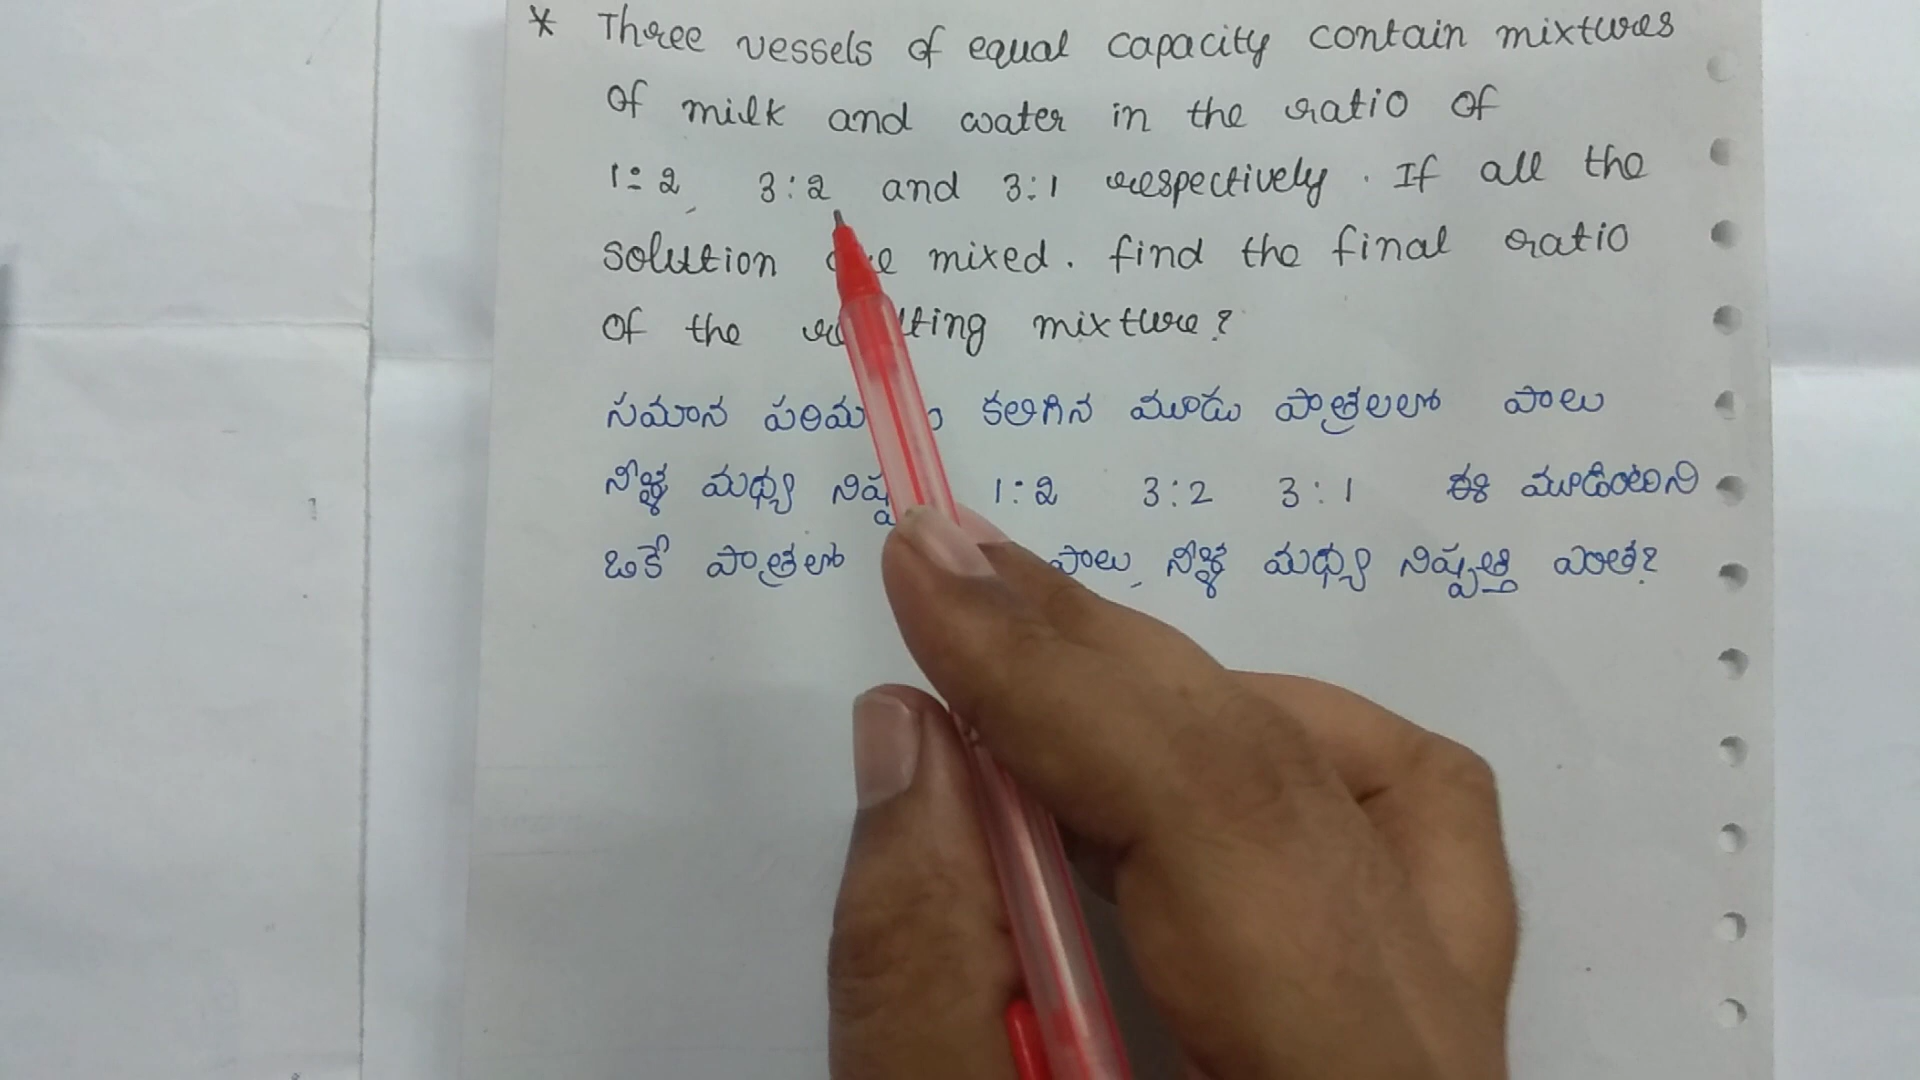 * Three vessels of equal capacity contain mixtures
of milk and water in the ratio of
1:2, 3:2 and 3:1 respectively. If all the
solution mixed. find the final ratio
of the mixture?
సమాన కలిగిన మూడు పాత్రలలో పాలు
నీళ్ళ మధ్య 1:2 3:2 3:1 ఈ మూడింటిని
ఒకే పాత్రలో పాలు, నీళ్ళ మధ్య నిష్పత్తి ఎంత?